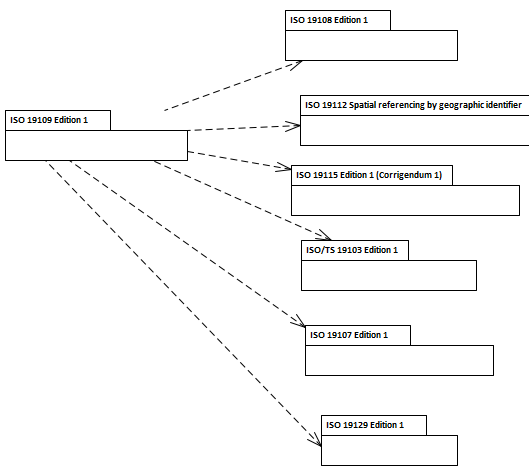 ISO 19108 Edition 1
ISO 19112 Spatial referencing by geographic identifier
ISO 19109 Edition 1
ISO 19115 Edition 1 (Corrigendum 1)
ISO/TS 19103 Edition 1
ISO 19107 Edition 1
ISO 19129 Edition 1